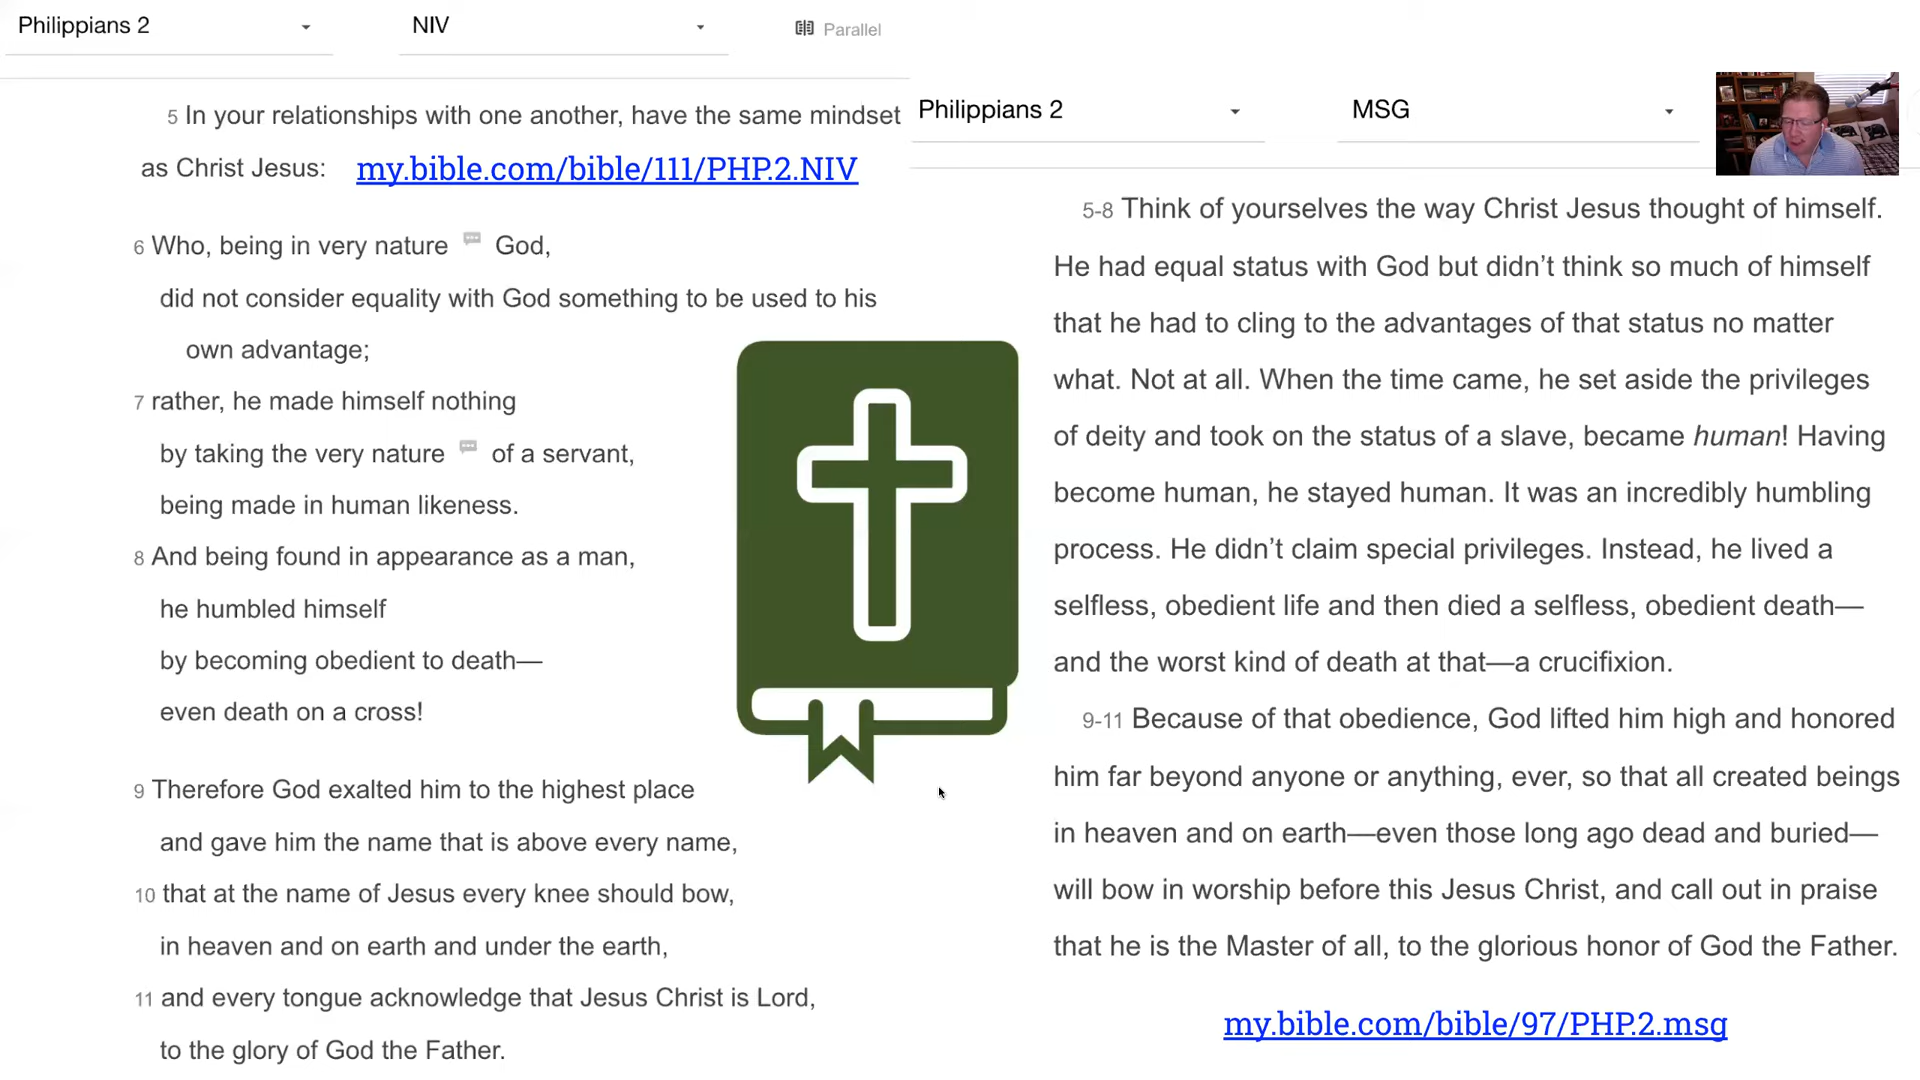 Philippians 2
NIV
Parallel
5 In your relationships with one another, have the same mindset
as Christ Jesus: my.bible.com/bible/111/PHP.2.NIV
6 Who, being in very nature God,
did not consider equality with God something to be used to his
own advantage;
7 rather, he made himself nothing
by taking the very nature of a servant,
being made in human likeness.
8 And being found in appearance as a man,
he humbled himself
by becoming obedient to death—
even death on a cross!
9 Therefore God exalted him to the highest place
and gave him the name that is above every name,
10 that at the name of Jesus every knee should bow,
in heaven and on earth and under the earth,
11 and every tongue acknowledge that Jesus Christ is Lord,
to the glory of God the Father.
Philippians 2
MSG
5-8 Think of yourselves the way Christ Jesus thought of himself.
He had equal status with God but didn’t think so much of himself
that he had to cling to the advantages of that status no matter
what. Not at all. When the time came, he set aside the privileges
of deity and took on the status of a slave, became human! Having
become human, he stayed human. It was an incredibly humbling
process. He didn’t claim special privileges. Instead, he lived a
selfless, obedient life and then died a selfless, obedient death—
and the worst kind of death at that—a crucifixion.
9-11 Because of that obedience, God lifted him high and honored
him far beyond anyone or anything, ever, so that all created beings
in heaven and on earth—even those long ago dead and buried—
will bow in worship before this Jesus Christ, and call out in praise
that he is the Master of all, to the glorious honor of God the Father.
my.bible.com/bible/97/PHP.2.msg